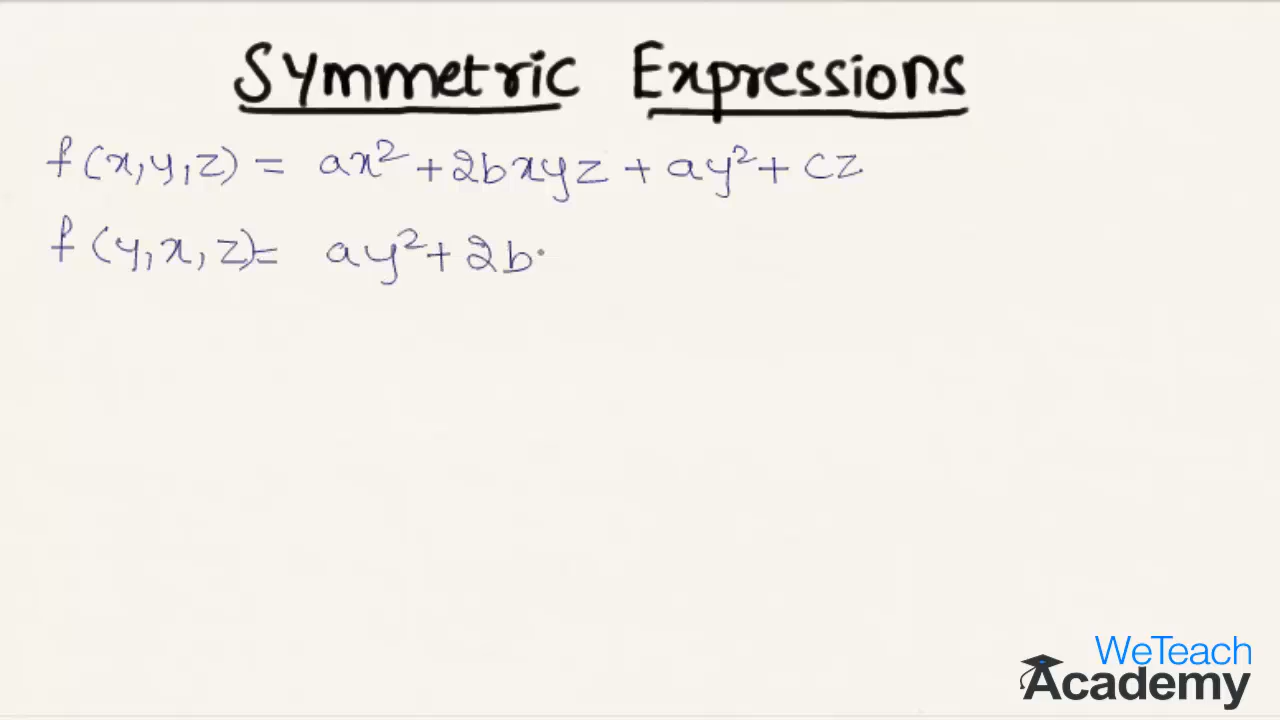 Symmetric Expressions
f(x,y,z) = ax² + 2bxyz + ay² + cz
f(y,x,z) = ay² + 2b
WeTeach
Academy